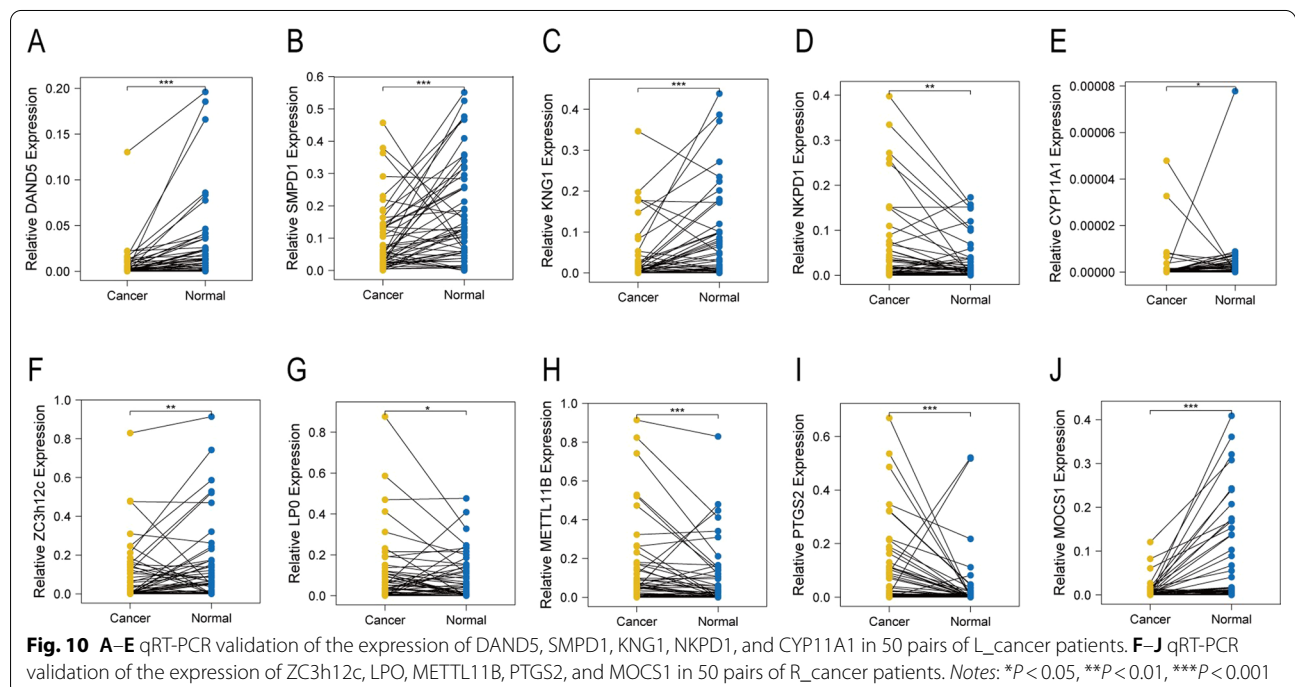 A
B
C
D
E
Relative DAND5 Expression
0.20
0.15
0.10
0.05
0.00
***
Cancer Normal
Relative SMPD1 Expression
0.6
0.5
0.4
0.3
0.2
0.1
0.0
***
Cancer Normal
Relative KNG1 Expression
0.4
0.3
0.2
0.1
0.0
***
Cancer Normal
Relative NKPD1 Expression
0.4
0.3
0.2
0.1
0.0
**
Cancer Normal
Relative CYP11A1 Expression
0.00008
0.00006
0.00004
0.00002
0.00000
*
Cancer Normal
F
G
H
I
J
Relative ZC3h12c Expression
1.0
0.8
0.6
0.4
0.2
0.0
**
Cancer Normal
Relative LP0 Expression
0.8
0.6
0.4
0.2
0.0
*
Cancer Normal
Relative METTL11B Expression
1.0
0.8
0.6
0.4
0.2
0.0
***
Cancer Normal
Relative PTGS2 Expression
0.6
0.4
0.2
0.0
***
Cancer Normal
Relative MOCS1 Expression
0.4
0.3
0.2
0.1
0.0
***
Cancer Normal
Fig. 10 A–E qRT-PCR validation of the expression of DAND5, SMPD1, KNG1, NKPD1, and CYP11A1 in 50 pairs of L_cancer patients. F–J qRT-PCR
validation of the expression of ZC3h12c, LPO, METTL11B, PTGS2, and MOCS1 in 50 pairs of R_cancer patients. Notes: *P < 0.05, **P < 0.01, ***P < 0.001